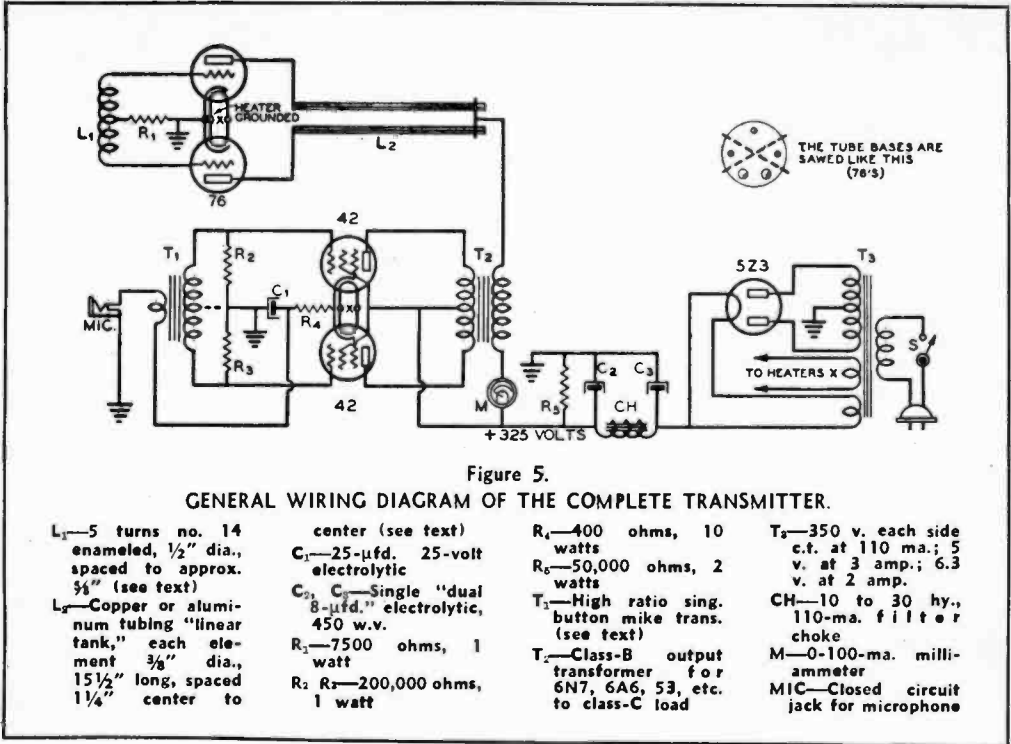 HEATER
GROUNDED
L1
R1
L2
76
THE TUBE BASES ARE
SAWED LIKE THIS
(76'S)
42
T1
R2
C1
R4
R3
MIC.
42
T2
M
5Z3
T3
S
TO HEATERS X
C2
C3
R5
CH
+325 VOLTS
Figure 5.
GENERAL WIRING DIAGRAM OF THE COMPLETE TRANSMITTER.
L1—5 turns no. 14
enameled, ½" dia.,
spaced to approx.
⅝" (see text)
L2—Copper or alumi-
num tubing "linear
tank," each ele-
ment ⅜" dia.,
15½" long, spaced
1¼" center to
center (see text)
C1—25-μfd. 25-volt
electrolytic
C2, C3—Single "dual
8-μfd." electrolytic,
450 w.v.
R1—7500 ohms, 1
watt
R2 R3—200,000 ohms,
1 watt
R4—400 ohms, 10
watts
R5—50,000 ohms, 2
watts
T1—High ratio sing.
button mike trans.
(see text)
T2—Class-B output
transformer for
6N7, 6A6, 53, etc.
to class-C load
T3—350 v. each side
c.t. at 110 ma.; 5
v. at 3 amp.; 6.3
v. at 2 amp.
CH—10 to 30 hy.,
110-ma. filter
choke
M—0-100-ma. milli-
ammeter
MIC—Closed circuit
jack for microphone